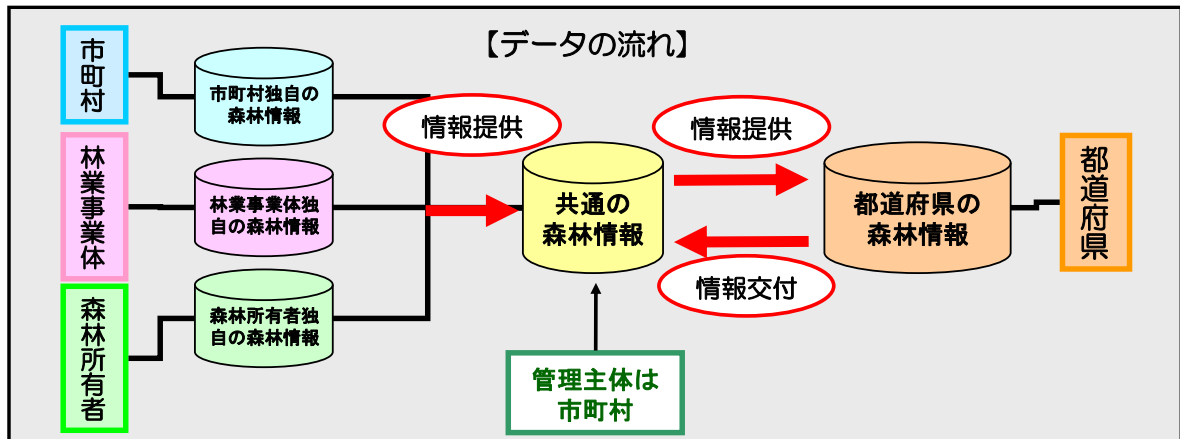 【データの流れ】
市町村
市町村独自の
森林情報
情報提供
情報提供
林業事業体
林業事業体独
自の森林情報
共通の
森林情報
都道府県の
森林情報
都道府県
情報交付
森林所有者
森林所有者独
自の森林情報
管理主体は
市町村